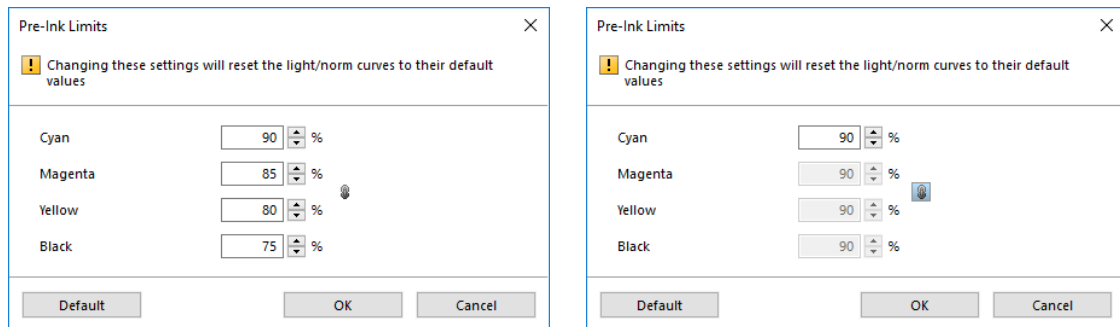 Pre-Ink Limits
Changing these settings will reset the light/norm curves to their default
values
Cyan 90 %
Magenta 85 %
Yellow 80 %
Black 75 %
Default OK Cancel
Pre-Ink Limits
Changing these settings will reset the light/norm curves to their default
values
Cyan 90 %
Magenta 90 %
Yellow 90 %
Black 90 %
Default OK Cancel